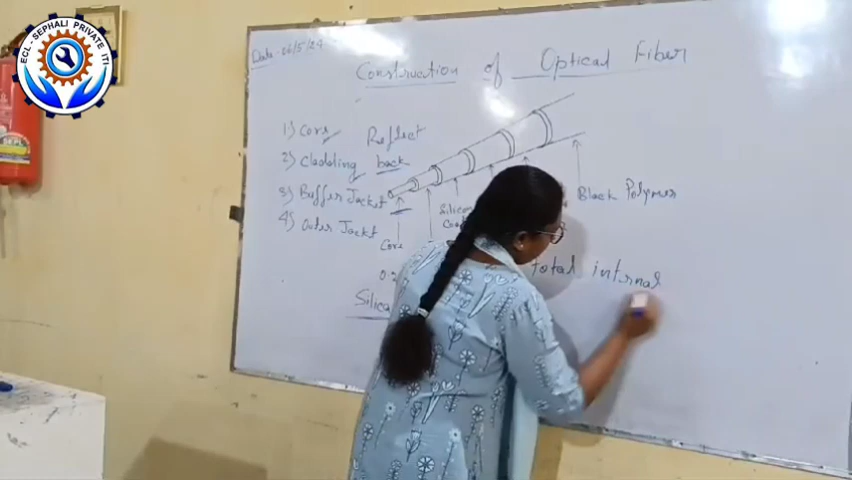 ECL - SEPHALI PRIVATE ITI
Date - 06/5/24
Construction of Optical Fiber
1) Core Reflect
2) Cladding back
3) Buffer Jacket
4) Outer Jacket
Black Polymer
Silicon
Core
total internal
Silica